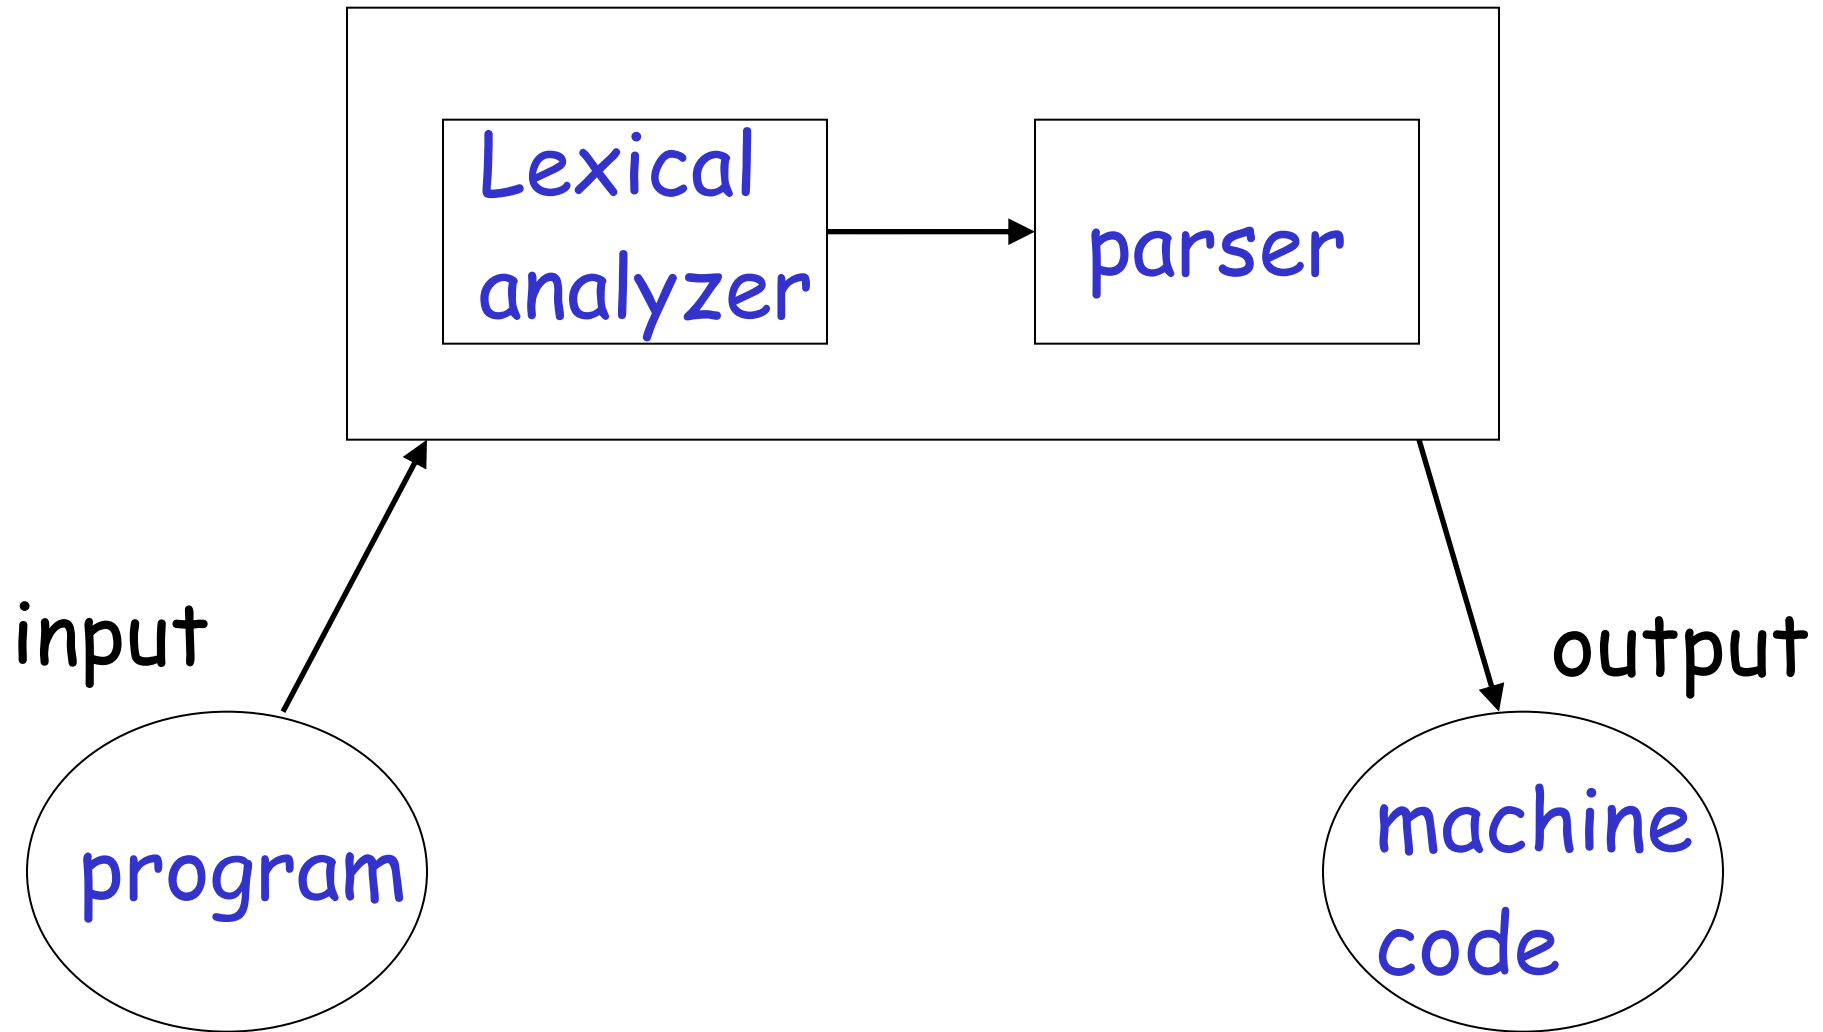 Lexical
analyzer
parser
input
output
program
machine
code